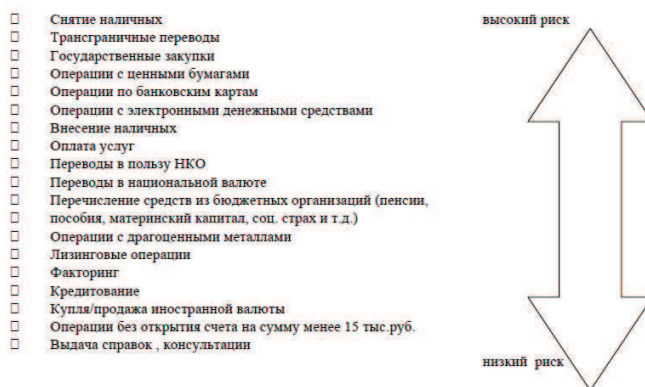 Снятие наличных
Трансграничные переводы
Государственные закупки
Операции с ценными бумагами
Операции по банковским картам
Операции с электронными денежными средствами
Внесение наличных
Оплата услуг
Переводы в пользу НКО
Переводы в национальной валюте
Перечисление средств из бюджетных организаций (пенсии,
пособия, материнский капитал, соц. страх и т.д.)
Операции с драгоценными металлами
Лизинговые операции
Факторинг
Кредитование
Купля/продажа иностранной валюты
Операции без открытия счета на сумму менее 15 тыс.руб.
Выдача справок , консультации
высокий риск
низкий риск